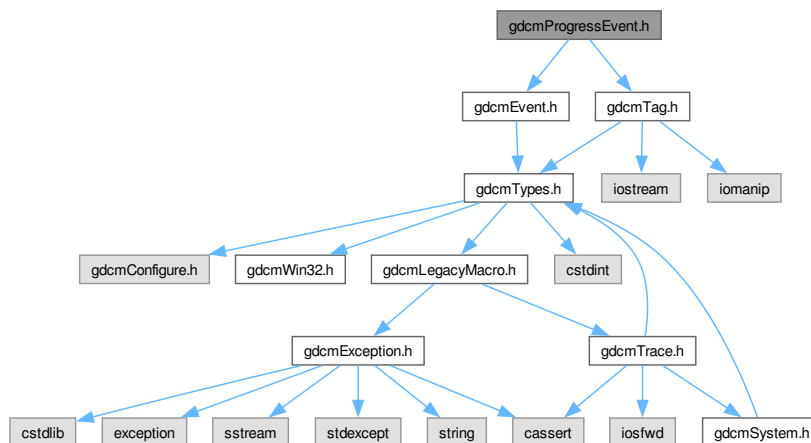 gdcmProgressEvent.h
gdcmEvent.h
gdcmTag.h
gdcmTypes.h
iostream
iomanip
gdcmConfigure.h
gdcmWin32.h
gdcmLegacyMacro.h
cstdint
gdcmException.h
gdcmTrace.h
cstdlib
exception
sstream
stdexcept
string
cassert
iosfwd
gdcmSystem.h